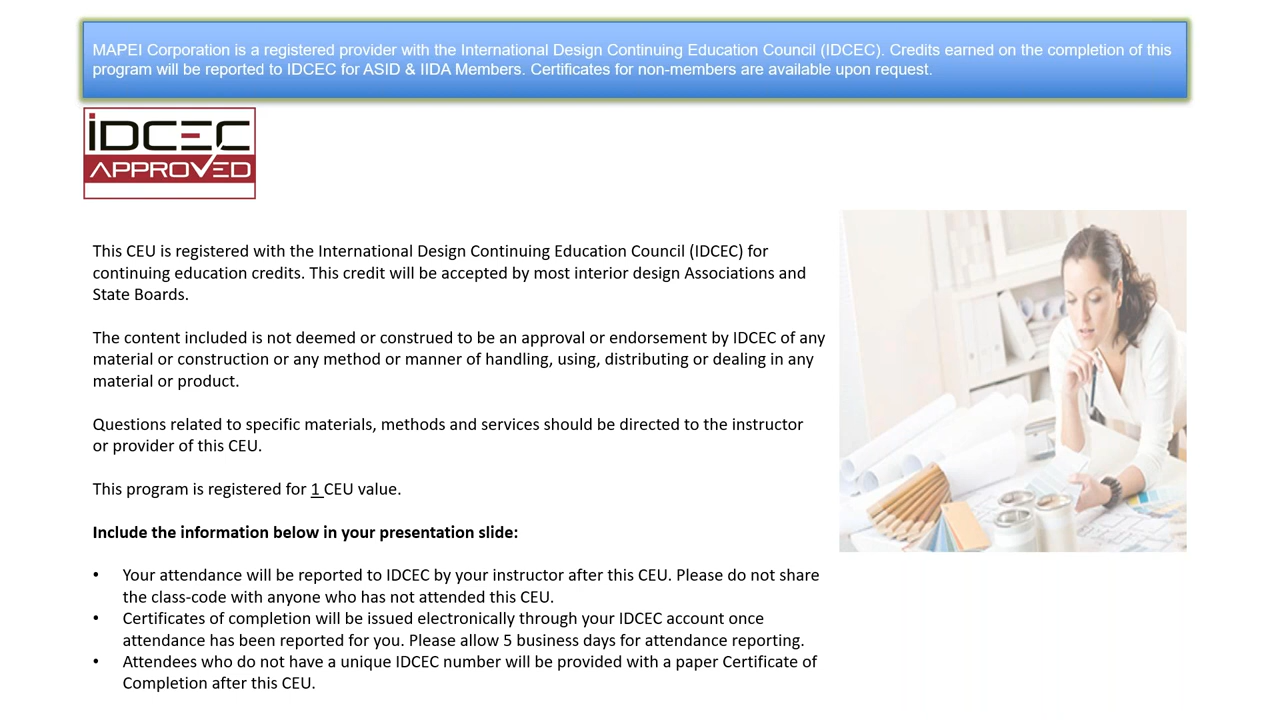 MAPEI Corporation is a registered provider with the International Design Continuing Education Council (IDCEC). Credits earned on the completion of this
program will be reported to IDCEC for ASID & IIDA Members. Certificates for non-members are available upon request.
iDCEC
APPROVED
This CEU is registered with the International Design Continuing Education Council (IDCEC) for
continuing education credits. This credit will be accepted by most interior design Associations and
State Boards.
The content included is not deemed or construed to be an approval or endorsement by IDCEC of any
material or construction or any method or manner of handling, using, distributing or dealing in any
material or product.
Questions related to specific materials, methods and services should be directed to the instructor
or provider of this CEU.
This program is registered for 1 CEU value.
Include the information below in your presentation slide:
• Your attendance will be reported to IDCEC by your instructor after this CEU. Please do not share
the class-code with anyone who has not attended this CEU.
• Certificates of completion will be issued electronically through your IDCEC account once
attendance has been reported for you. Please allow 5 business days for attendance reporting.
• Attendees who do not have a unique IDCEC number will be provided with a paper Certificate of
Completion after this CEU.